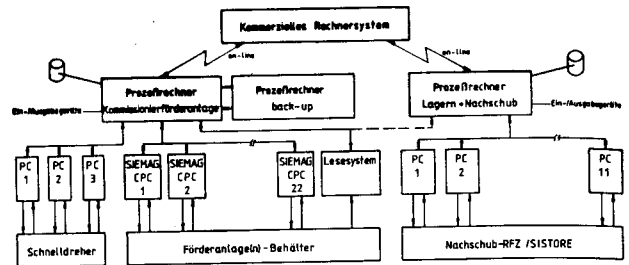 Kommerzielles Rechnersystem
on-line
on-line
Prozeßrechner
Kommissionierförderanlage
Prozeßrechner
back-up
Prozeßrechner
Lagern + Nachschub
Ein-/Ausgabegeräte
Ein-/Ausgabegeräte
PC
1
PC
2
PC
3
SIEMAG
CPC
1
SIEMAG
CPC
2
SIEMAG
CPC
22
Lesesystem
PC
1
PC
2
PC
11
Schnelldreher
Förderanlage(n)-Behälter
Nachschub-RFZ /SISTORE